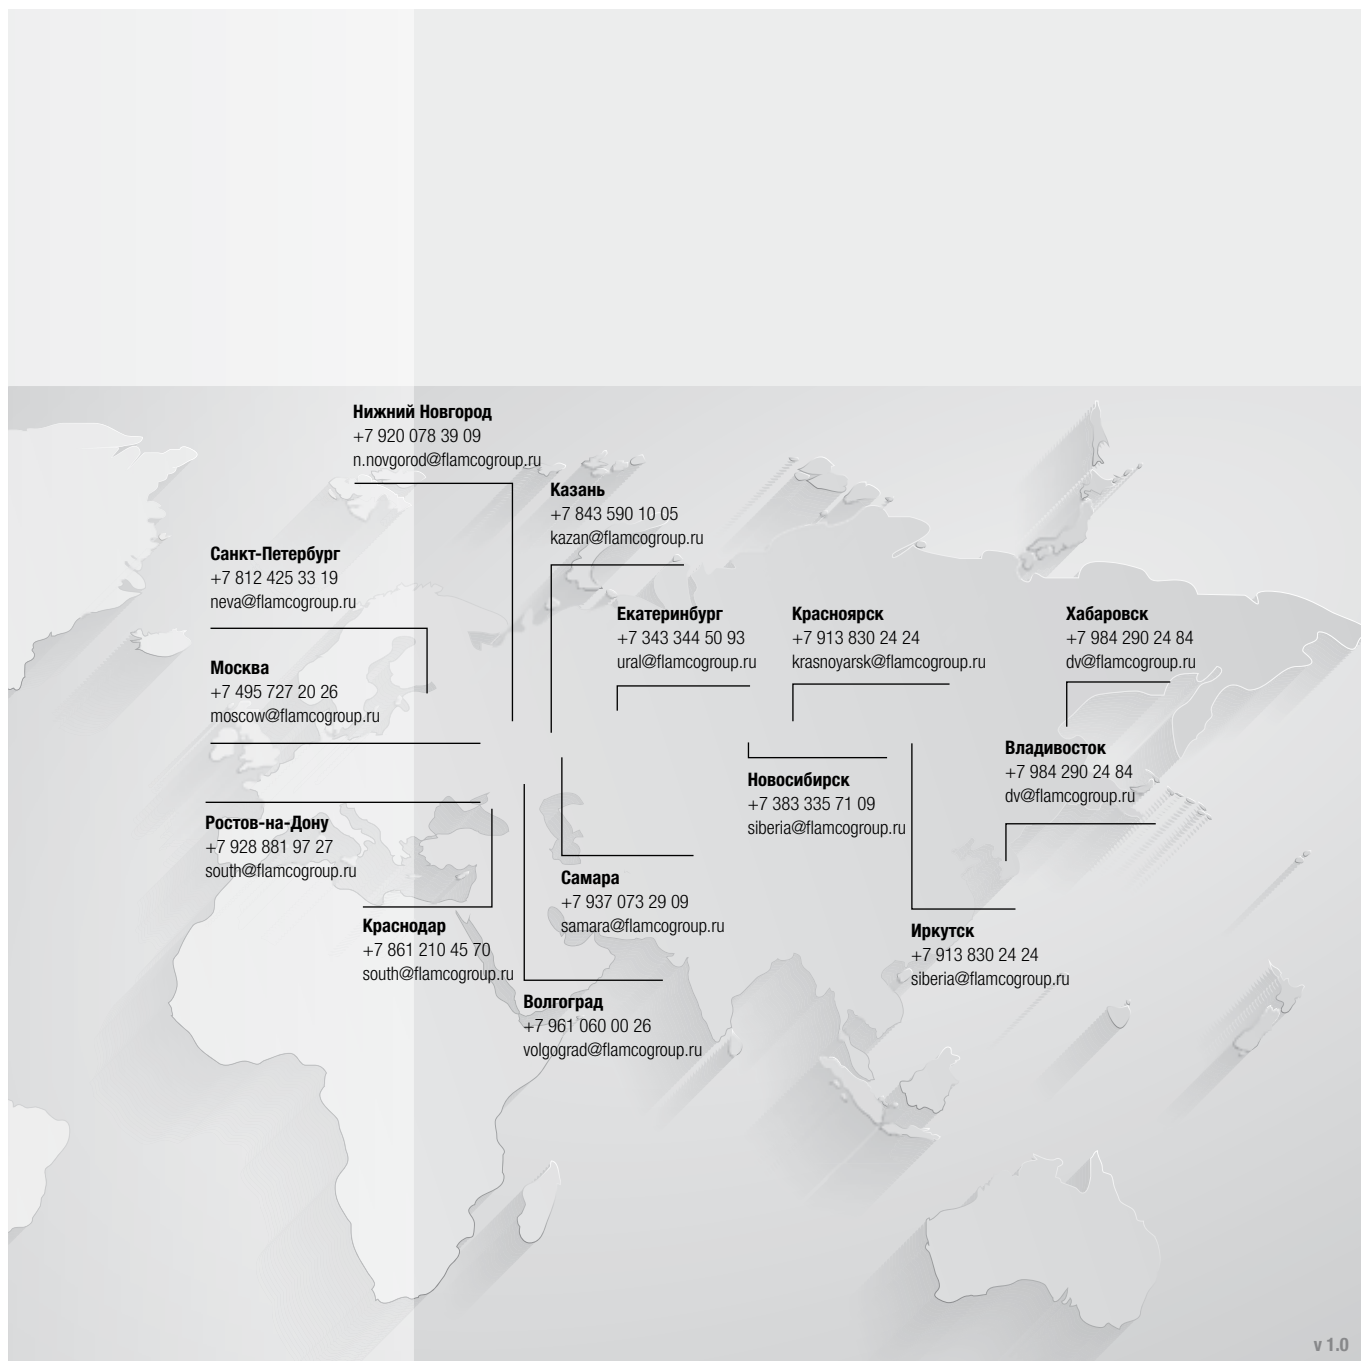 Нижний Новгород
+7 920 078 39 09
n.novgorod@flamcogroup.ru
Казань
+7 843 590 10 05
kazan@flamcogroup.ru
Санкт-Петербург
+7 812 425 33 19
neva@flamcogroup.ru
Екатеринбург
+7 343 344 50 93
ural@flamcogroup.ru
Красноярск
+7 913 830 24 24
krasnoyarsk@flamcogroup.ru
Хабаровск
+7 984 290 24 84
dv@flamcogroup.ru
Москва
+7 495 727 20 26
moscow@flamcogroup.ru
Владивосток
+7 984 290 24 84
dv@flamcogroup.ru
Новосибирск
+7 383 335 71 09
siberia@flamcogroup.ru
Ростов-на-Дону
+7 928 881 97 27
south@flamcogroup.ru
Самара
+7 937 073 29 09
samara@flamcogroup.ru
Краснодар
+7 861 210 45 70
south@flamcogroup.ru
Иркутск
+7 913 830 24 24
siberia@flamcogroup.ru
Волгоград
+7 961 060 00 26
volgograd@flamcogroup.ru
v 1.0